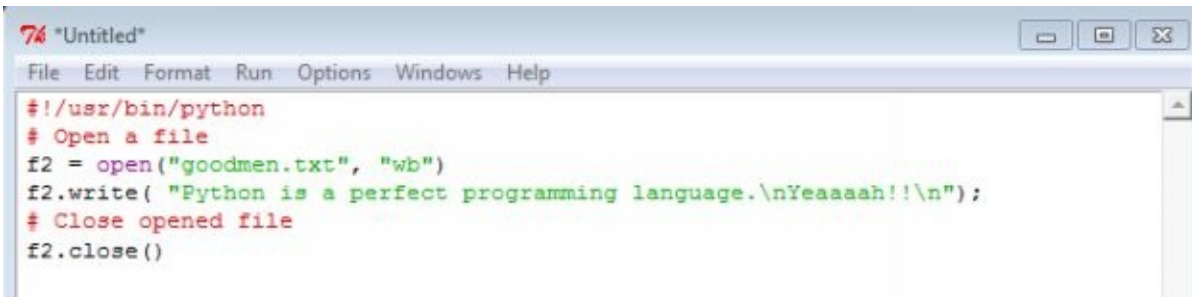 *Untitled*
File Edit Format Run Options Windows Help
#!/usr/bin/python
# Open a file
f2 = open("goodmen.txt", "wb")
f2.write( "Python is a perfect programming language.\nYeaaaah!!\n");
# Close opened file
f2.close()